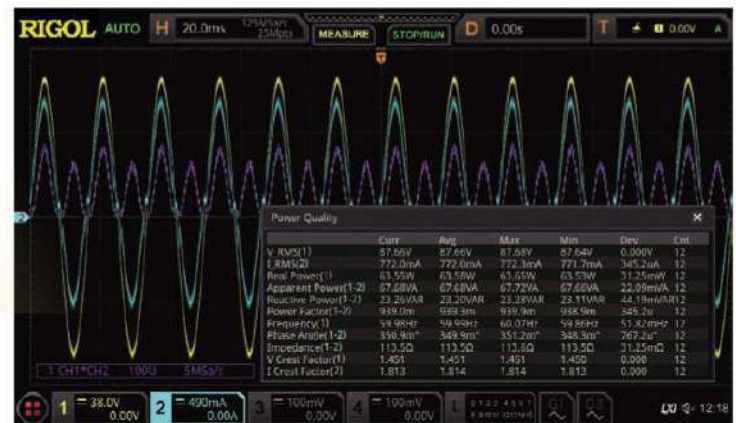 RIGOL AUTO H 20.0ms 125MSa/s 25Mpts MEASURE STOP/RUN D 0.00s T 1 0.00V A
T
2
Power Quality ×
Curr Avg Max Min Dev Cnt
V_RMS(1) 87.66V 87.66V 87.68V 87.64V 0.000V 12
I_RMS(2) 772.0mA 772.0mA 772.3mA 771.7mA 345.2uA 12
Real Power(1) 63.55W 63.58W 63.65W 63.53W 31.25mW 12
Apparent Power(1-2) 67.68VA 67.68VA 67.72VA 67.66VA 22.09mVA 12
Reactive Power(1-2) 23.26VAR 23.20VAR 23.28VAR 23.11VAR 44.19mVAR 12
Power Factor(1-2) 939.0m 939.3m 939.9m 938.9m 345.2u 12
Frequency(1) 59.98Hz 59.99Hz 60.07Hz 59.86Hz 51.82mHz 12
Phase Angle(1-2) 350.9m° 349.9m° 351.2m° 348.3m° 767.2u° 12
Impedance(1-2) 113.5Ω 113.5Ω 113.6Ω 113.5Ω 31.25mΩ 12
V Crest Factor(1) 1.451 1.451 1.451 1.450 0.000 12
I Crest Factor(2) 1.813 1.814 1.814 1.813 0.000 12
1 CH1*CH2 100U 5MSa/s
1 38.0V 0.00V 2 490mA 0.00A 3 100mV 0.00V 4 100mV 0.00V L G1 G2 LXI 12:18